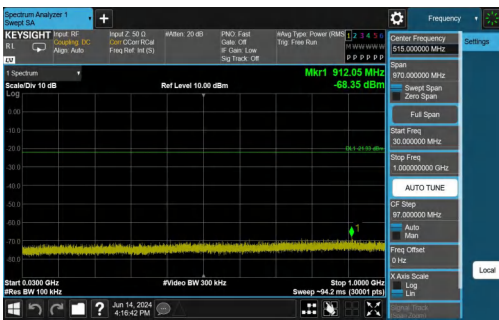 Spectrum Analyzer 1
Swept SA
+
Frequency
KEYSIGHT
RL
Input: RF
Coupling: DC
Align: Auto
Input Z: 50 Ω
Corr CCorr RCal
Freq Ref: Int (S)
#Atten: 20 dB
PNO: Fast
Gate: Off
IF Gain: Low
Sig Track: Off
#Avg Type: Power (RMS)
Trig: Free Run
1 2 3 4 5 6
M W W W W W
P P P P P P
LV
1 Spectrum
Scale/Div 10 dB
Log
Ref Level 10.00 dBm
Mkr1 912.05 MHz
-68.35 dBm
0.00
-10.0
-20.0
-30.0
-40.0
-50.0
-60.0
-70.0
-80.0
1
Start 0.0300 GHz
#Res BW 100 kHz
#Video BW 300 kHz
Stop 1.0000 GHz
Sweep ~94.2 ms (30001 pts)
Jun 14, 2024
4:16:42 PM
?
Center Frequency
515.000000 MHz
Settings
Span
970.000000 MHz
Swept Span
Zero Span
Full Span
Start Freq
30.000000 MHz
Stop Freq
1.000000000 GHz
AUTO TUNE
CF Step
97.000000 MHz
Auto
Man
Freq Offset
0 Hz
X Axis Scale
Log
Lin
Local
Signal Track